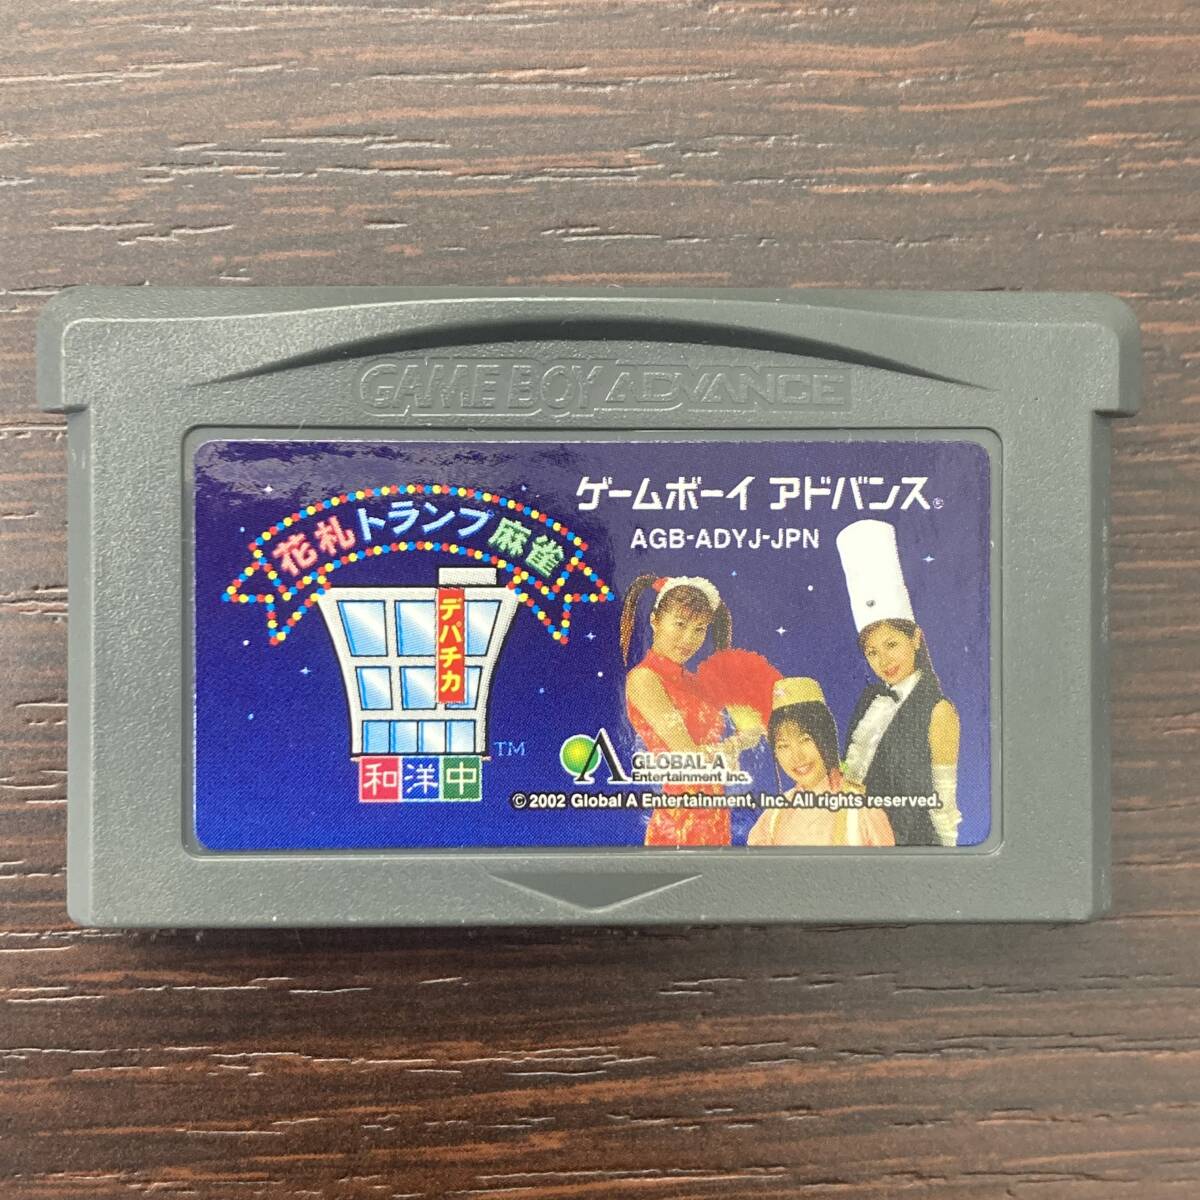 GAME BOY ADVANCE
ゲームボーイ アドバンス®
AGB-ADYJ-JPN
花札トランプ麻雀
デパチカ
和洋中
TM
GLOBAL-A
Entertainment Inc.
© 2002 Global A Entertainment, Inc. All rights reserved.